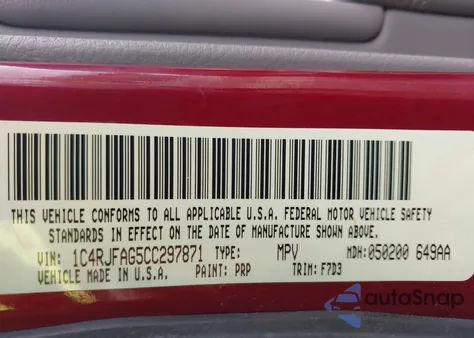 THIS VEHICLE CONFORMS TO ALL APPLICABLE U.S.A. FEDERAL MOTOR VEHICLE SAFETY
STANDARDS IN EFFECT ON THE DATE OF MANUFACTURE SHOWN ABOVE.
VIN: 1C4RJFAG5CC297871 TYPE: MPV MDH: 050200 649AA
VEHICLE MADE IN U.S.A. PAINT: PRP TRIM: F7D3
autoSnap